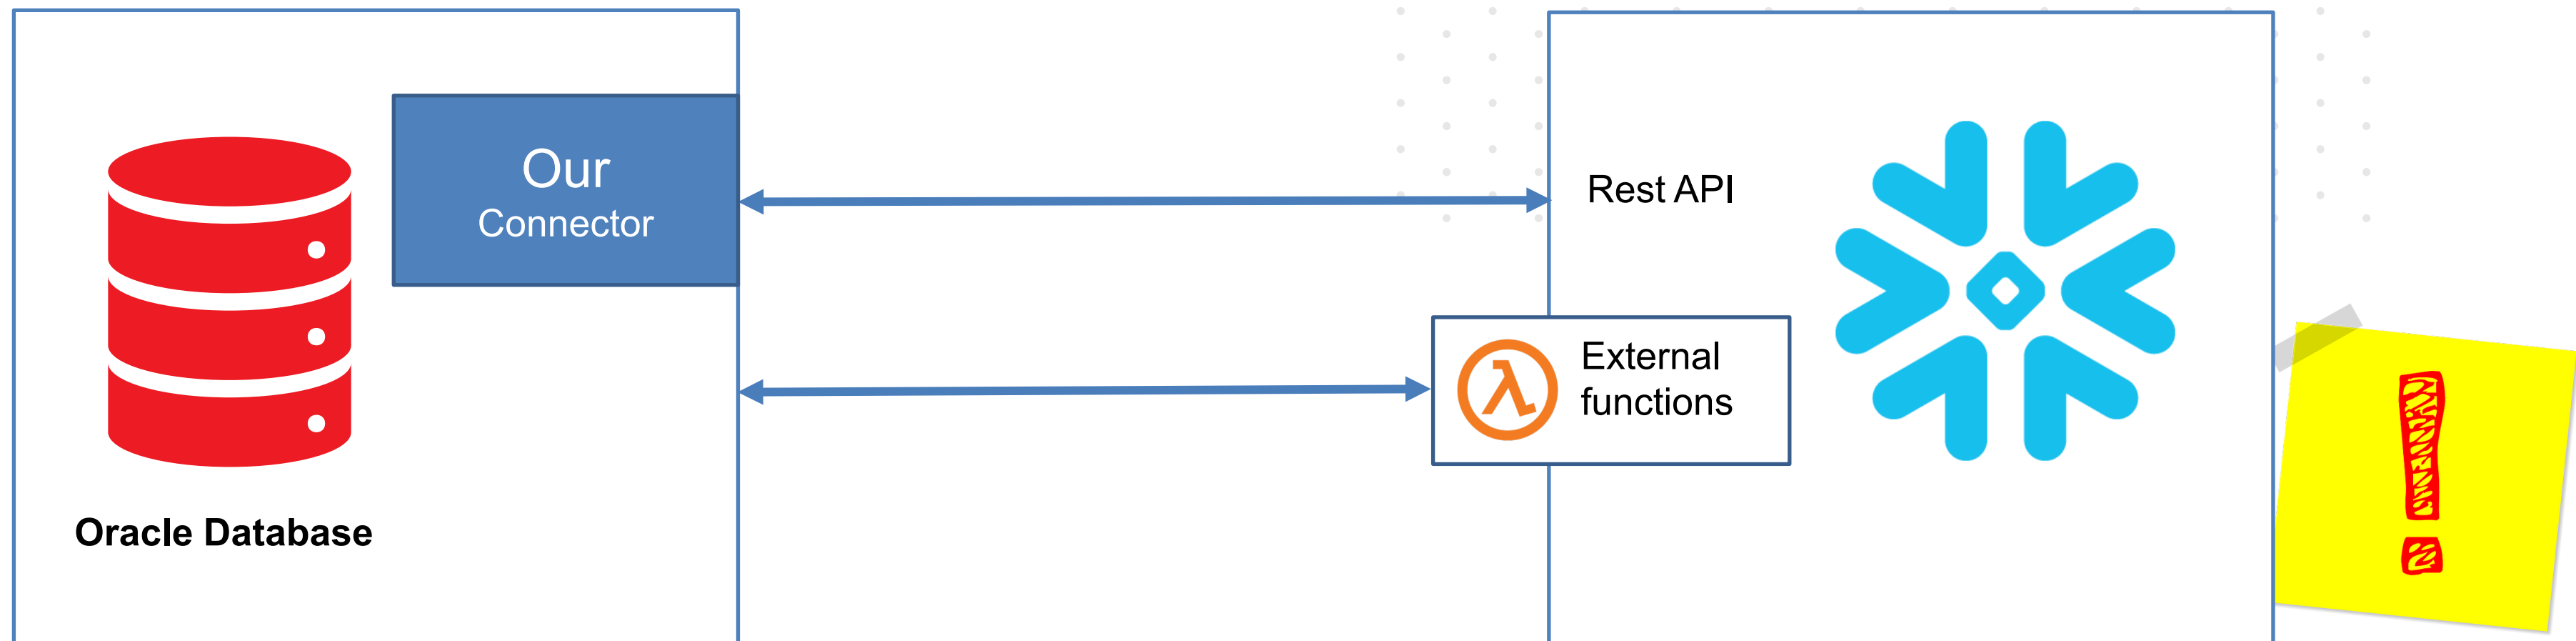 Our
Connector
Oracle Database
Rest API
External
functions
!